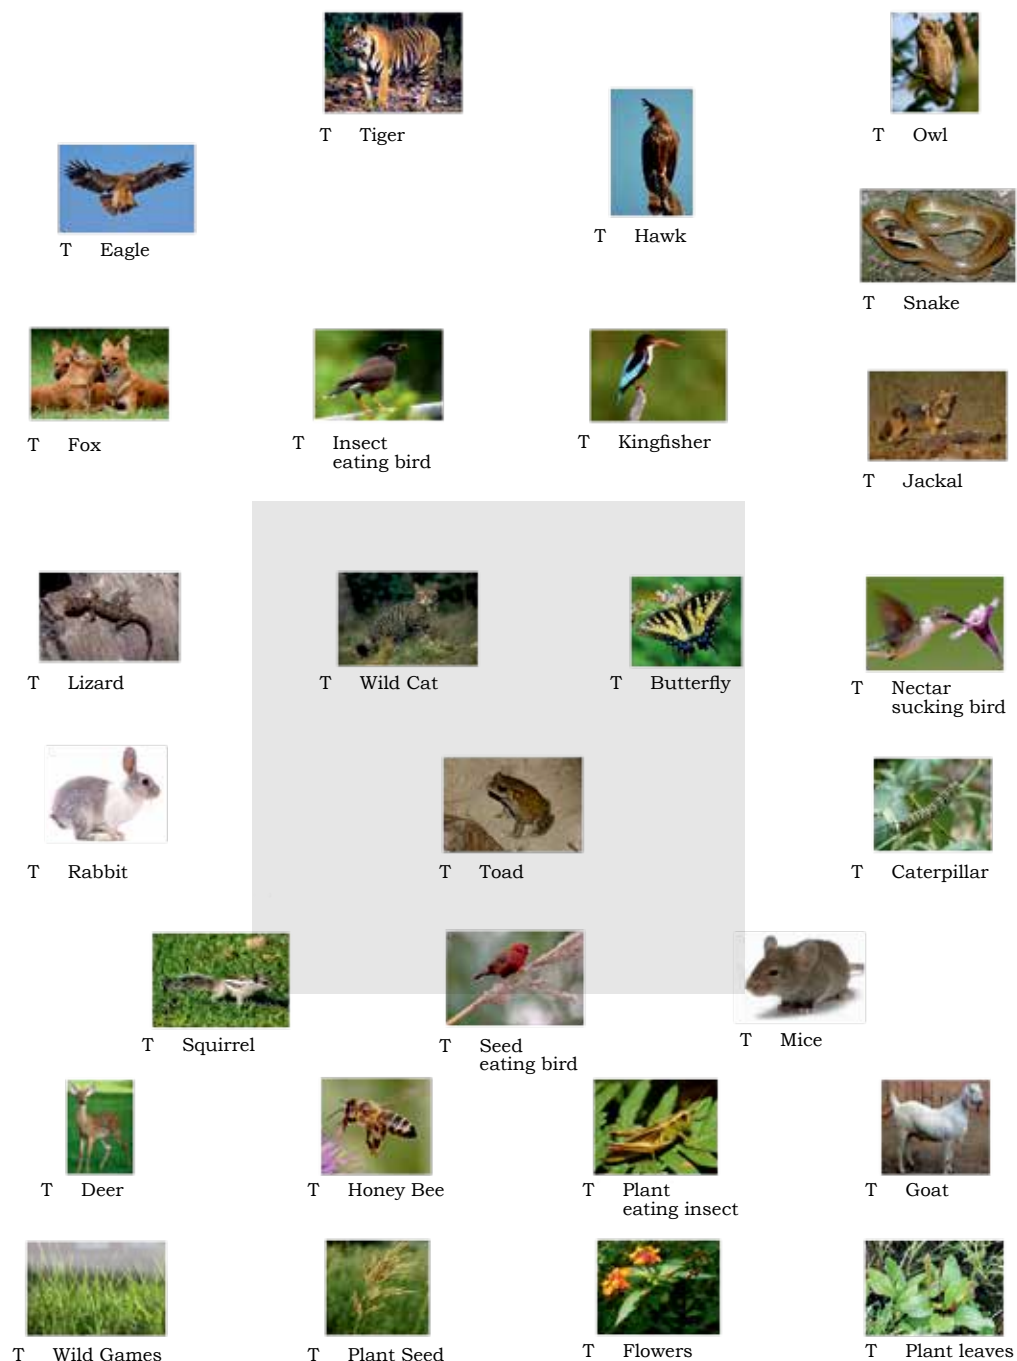 T Tiger
T Owl
T Eagle
T Hawk
T Snake
T Fox
T Insect
eating bird
T Kingfisher
T Jackal
T Lizard
T Wild Cat
T Butterfly
T Nectar
sucking bird
T Rabbit
T Toad
T Caterpillar
T Squirrel
T Seed
eating bird
T Mice
T Deer
T Honey Bee
T Plant
eating insect
T Goat
T Wild Games
T Plant Seed
T Flowers
T Plant leaves